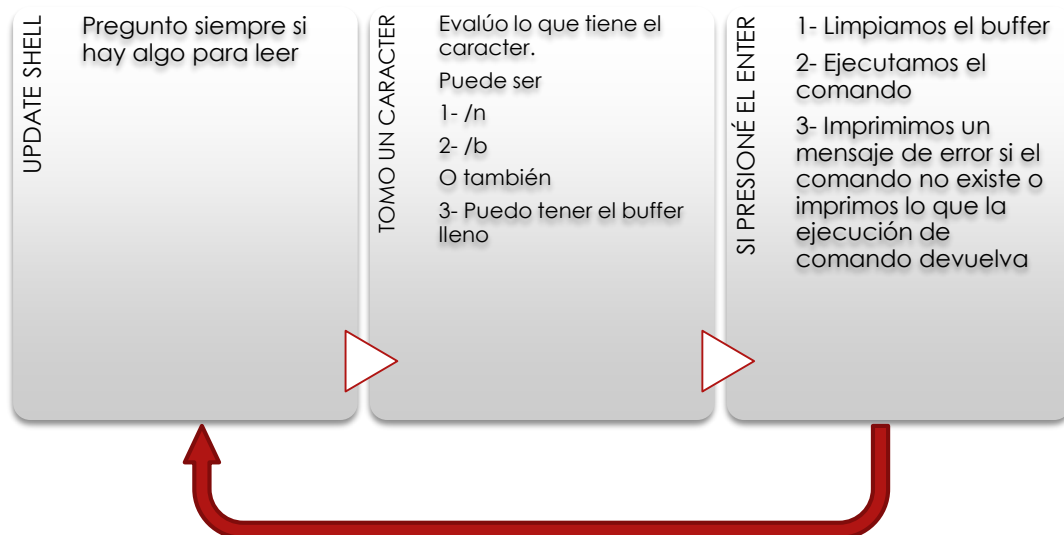 UPDATE SHELL
Pregunto siempre si
hay algo para leer
TOMO UN CARACTER
Evalúo lo que tiene el
caracter.
Puede ser
1- /n
2- /b
O también
3- Puedo tener el buffer
lleno
SI PRESIONÉ EL ENTER
1- Limpiamos el buffer
2- Ejecutamos el
comando
3- Imprimimos un
mensaje de error si el
comando no existe o
imprimos lo que la
ejecución de
comando devuelva